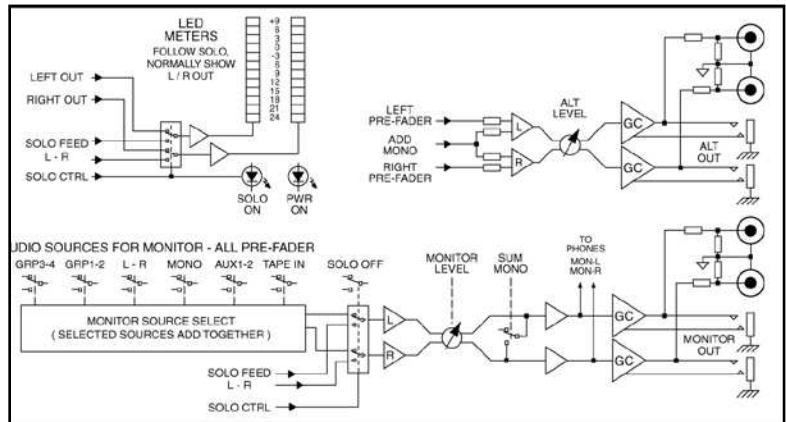 LED
METERS
FOLLOW SOLO,
NORMALLY SHOW
L / R OUT
+9
6
3
0
-3
6
9
12
15
18
21
24
LEFT OUT
RIGHT OUT
SOLO FEED
L - R
SOLO CTRL
SOLO
ON
PWR
ON
LEFT
PRE-FADER
ADD
MONO
RIGHT
PRE-FADER
L
R
ALT
LEVEL
GC
GC
ALT
OUT
UDIO SOURCES FOR MONITOR - ALL PRE-FADER
GRP3-4 GRP1-2 L - R MONO AUX1-2 TAPE IN SOLO OFF
MONITOR SOURCE SELECT
( SELECTED SOURCES ADD TOGETHER )
SOLO FEED
L - R
SOLO CTRL
L
R
MONITOR
LEVEL
SUM
MONO
TO
PHONES
MON-L
MON-R
GC
GC
MONITOR
OUT